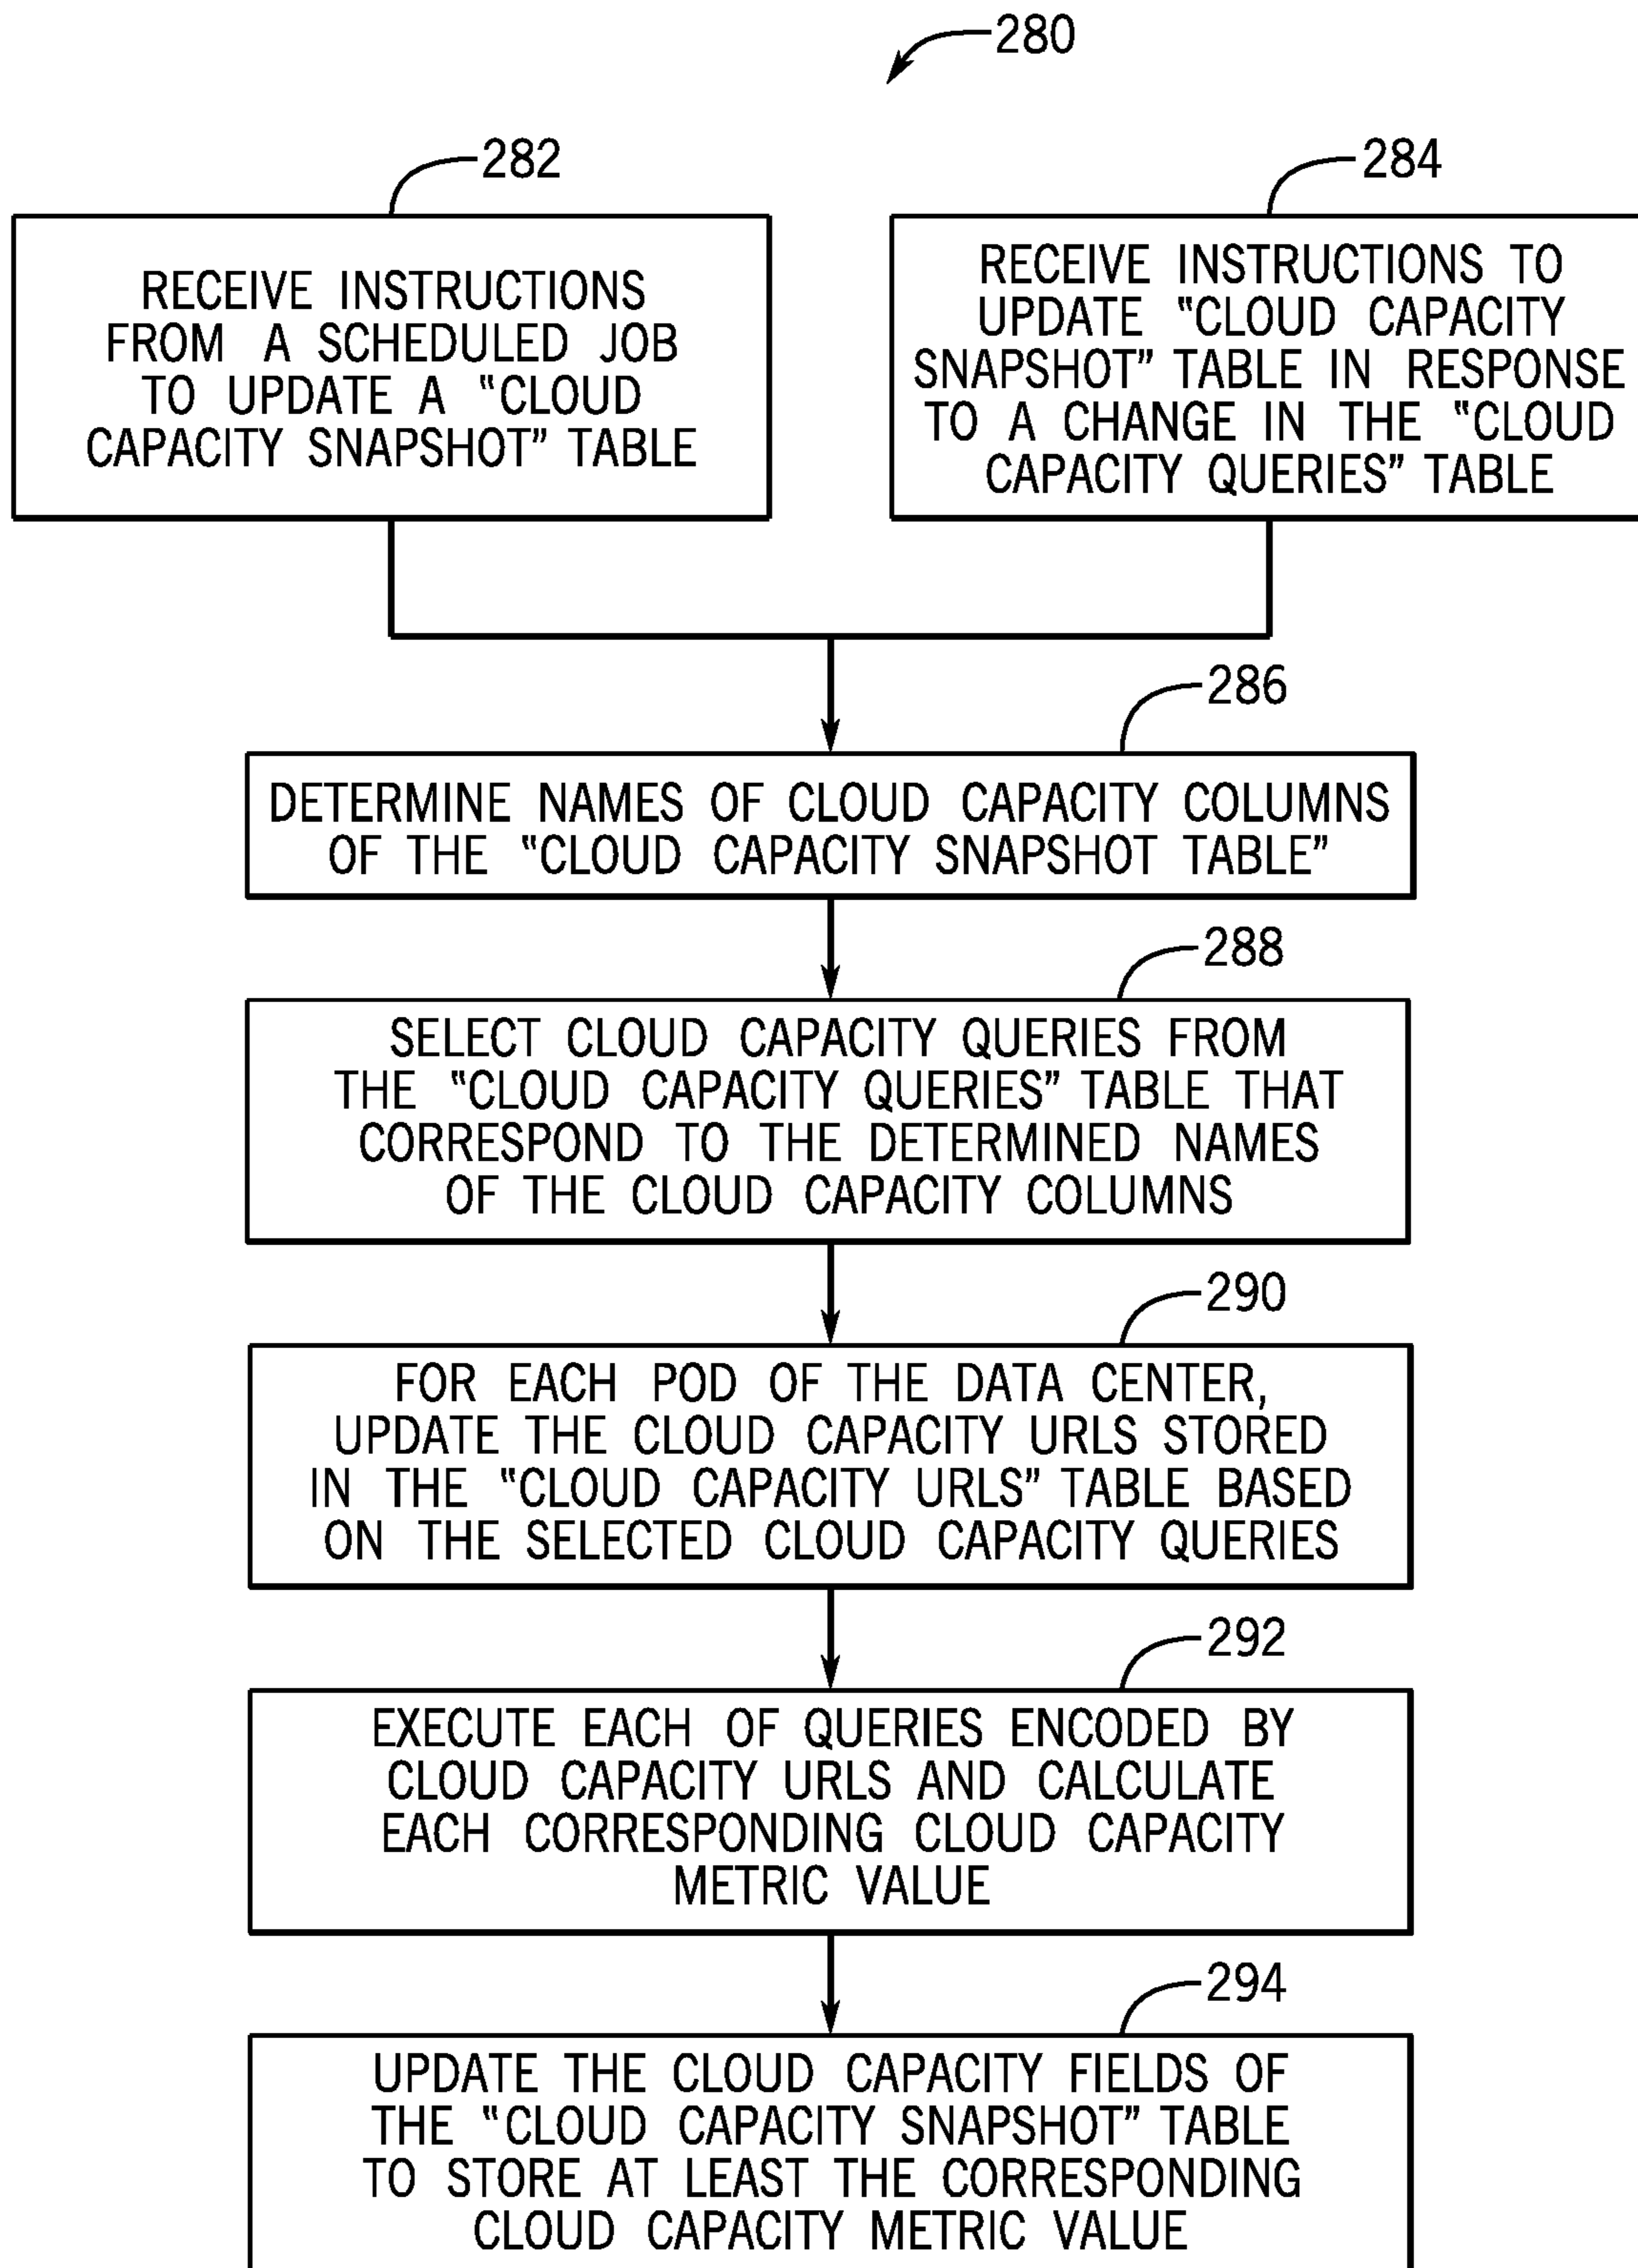 280
282
RECEIVE INSTRUCTIONS
FROM A SCHEDULED JOB
TO UPDATE A "CLOUD
CAPACITY SNAPSHOT" TABLE
284
RECEIVE INSTRUCTIONS TO
UPDATE "CLOUD CAPACITY
SNAPSHOT" TABLE IN RESPONSE
TO A CHANGE IN THE "CLOUD
CAPACITY QUERIES" TABLE
286
DETERMINE NAMES OF CLOUD CAPACITY COLUMNS
OF THE "CLOUD CAPACITY SNAPSHOT TABLE"
288
SELECT CLOUD CAPACITY QUERIES FROM
THE "CLOUD CAPACITY QUERIES" TABLE THAT
CORRESPOND TO THE DETERMINED NAMES
OF THE CLOUD CAPACITY COLUMNS
290
FOR EACH POD OF THE DATA CENTER,
UPDATE THE CLOUD CAPACITY URLS STORED
IN THE "CLOUD CAPACITY URLS" TABLE BASED
ON THE SELECTED CLOUD CAPACITY QUERIES
292
EXECUTE EACH OF QUERIES ENCODED BY
CLOUD CAPACITY URLS AND CALCULATE
EACH CORRESPONDING CLOUD CAPACITY
METRIC VALUE
294
UPDATE THE CLOUD CAPACITY FIELDS OF
THE "CLOUD CAPACITY SNAPSHOT" TABLE
TO STORE AT LEAST THE CORRESPONDING
CLOUD CAPACITY METRIC VALUE